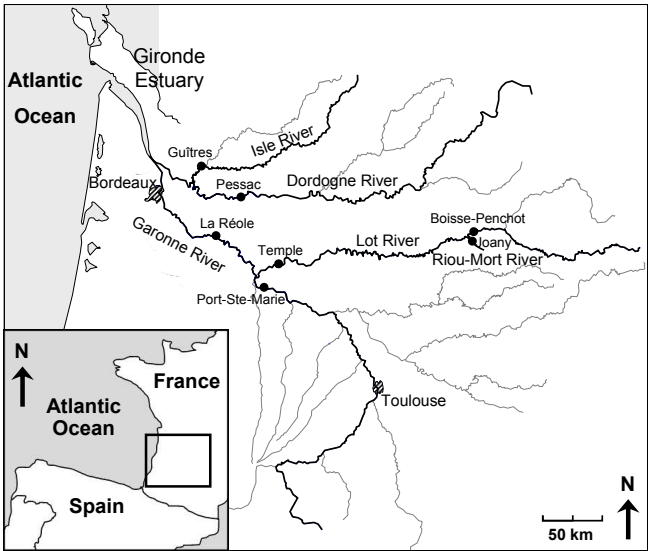 Gironde
Estuary
Atlantic
Ocean
Isle River
Guîtres
Bordeaux
Pessac
Dordogne River
La Réole
Garonne River
Boisse-Penchot
Joany
Lot River
Temple
Riou-Mort River
Port-Ste-Marie
Toulouse
N
France
Atlantic
Ocean
Spain
N
50 km